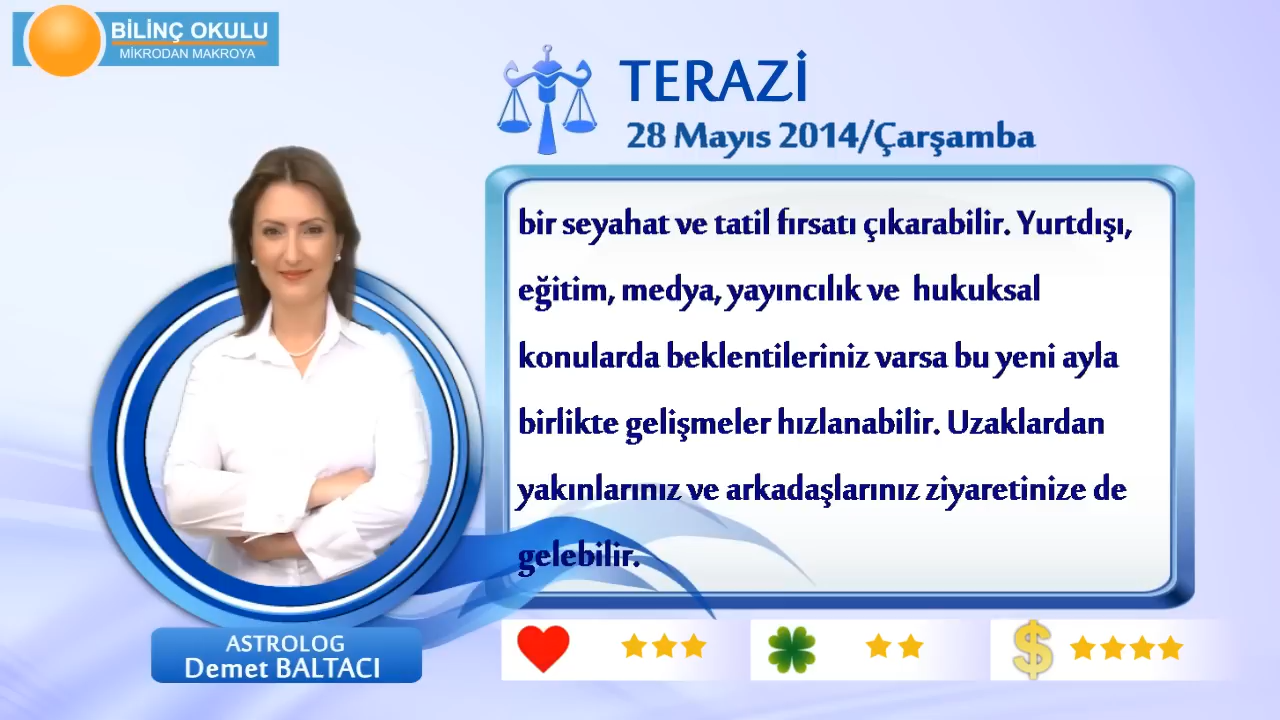 BİLİNÇ OKULU
MİKRODAN MAKROYA
TERAZİ
28 Mayıs 2014/Çarşamba
bir seyahat ve tatil fırsatı çıkarabilir. Yurtdışı,
eğitim, medya, yayıncılık ve hukuksal
konularda beklentileriniz varsa bu yeni ayla
birlikte gelişmeler hızlanabilir. Uzaklardan
yakınlarınız ve arkadaşlarınız ziyaretinize de
gelebilir.
ASTROLOG
Demet BALTACI